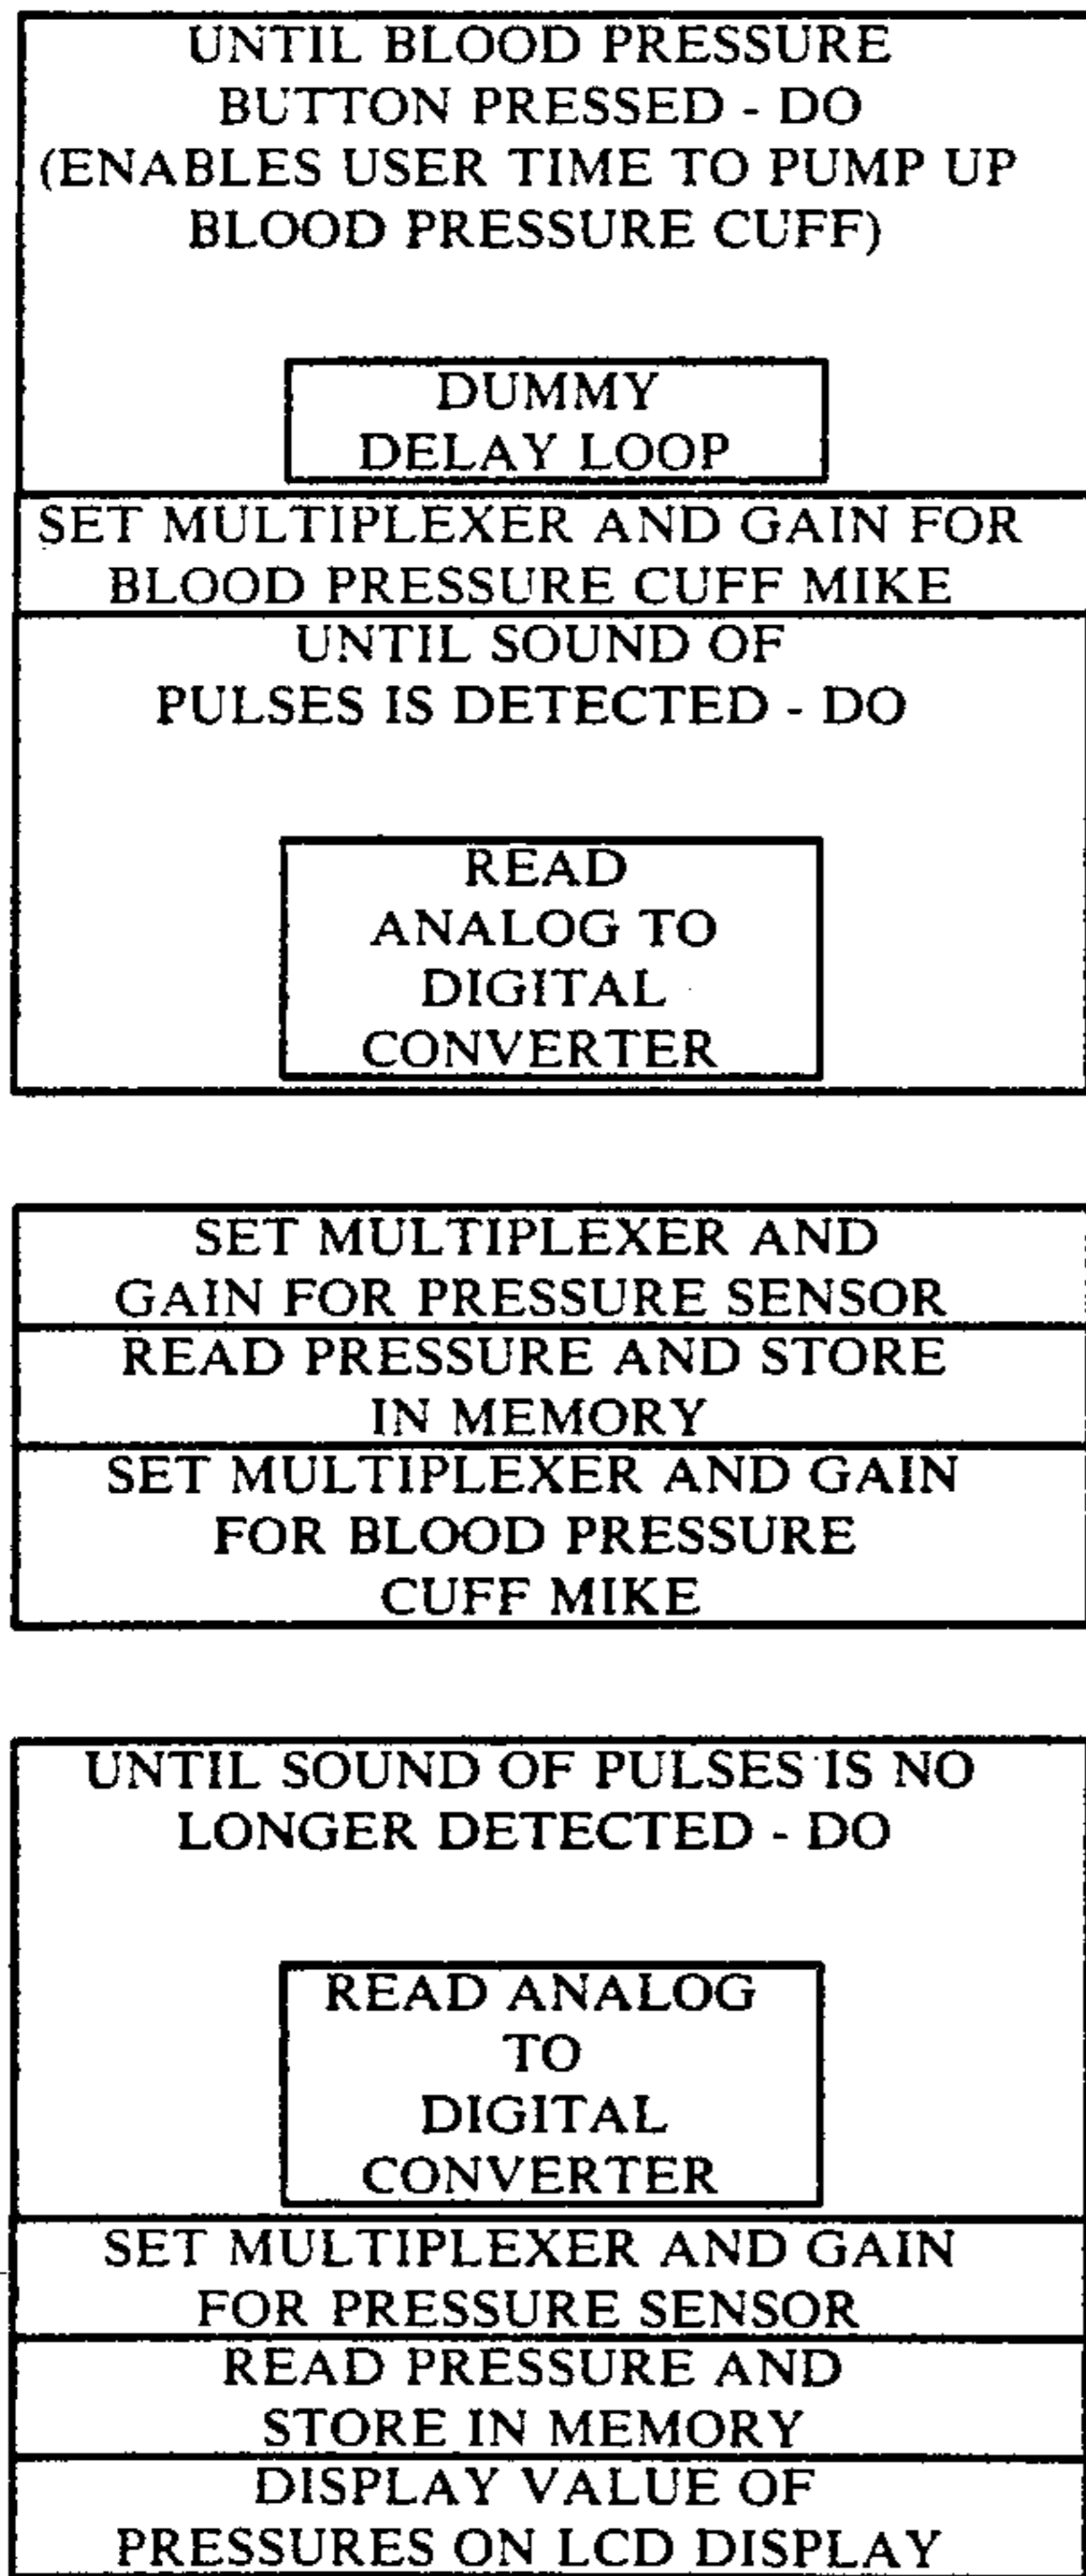 UNTIL BLOOD PRESSURE
BUTTON PRESSED - DO
(ENABLES USER TIME TO PUMP UP
BLOOD PRESSURE CUFF)
DUMMY
DELAY LOOP
SET MULTIPLEXER AND GAIN FOR
BLOOD PRESSURE CUFF MIKE
UNTIL SOUND OF
PULSES IS DETECTED - DO
READ
ANALOG TO
DIGITAL
CONVERTER
SET MULTIPLEXER AND
GAIN FOR PRESSURE SENSOR
READ PRESSURE AND STORE
IN MEMORY
SET MULTIPLEXER AND GAIN
FOR BLOOD PRESSURE
CUFF MIKE
UNTIL SOUND OF PULSES IS NO
LONGER DETECTED - DO
READ ANALOG
TO
DIGITAL
CONVERTER
SET MULTIPLEXER AND GAIN
FOR PRESSURE SENSOR
READ PRESSURE AND
STORE IN MEMORY
DISPLAY VALUE OF
PRESSURES ON LCD DISPLAY